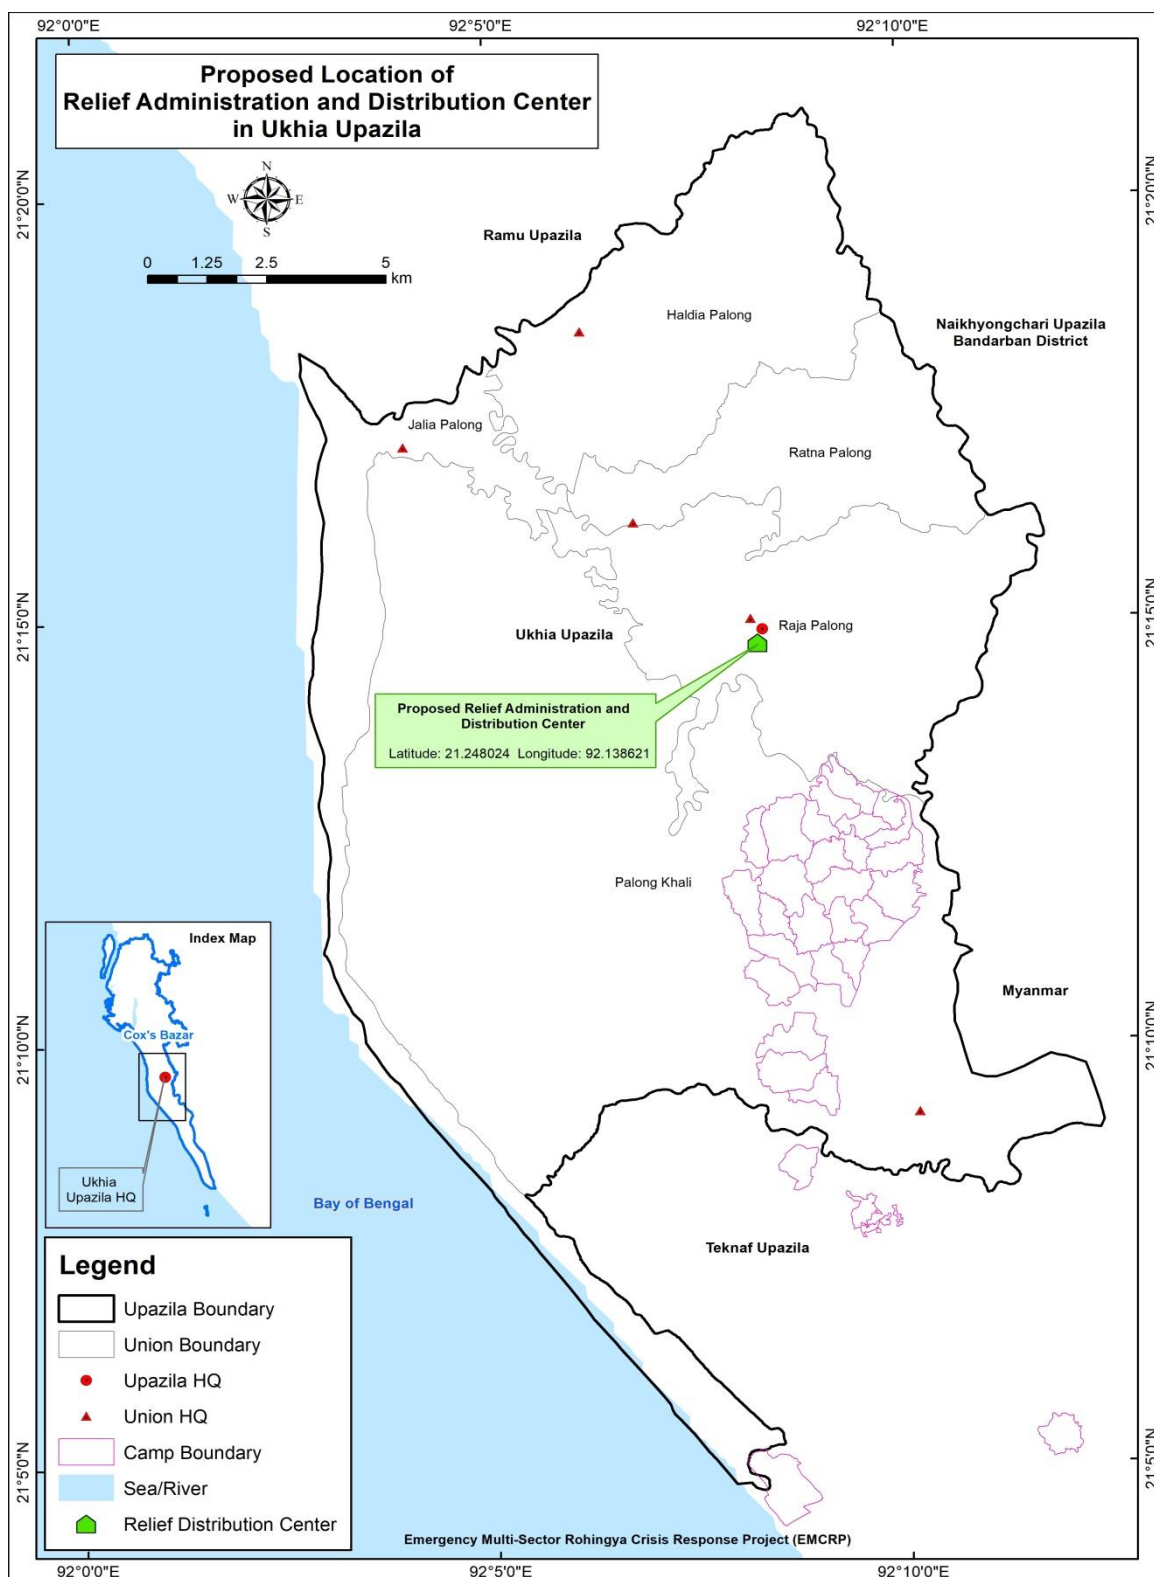 92°0'0"E
92°5'0"E
92°10'0"E
Proposed Location of
Relief Administration and Distribution Center
in Ukhia Upazila
N
W
E
S
21°20'0"N
21°20'0"N
Ramu Upazila
0
1.25
2.5
5
km
Haldia Palong
Naikhyongchari Upazila
Bandarban District
Jalia Palong
Ratna Palong
21°15'0"N
21°15'0"N
Ukhia Upazila
Raja Palong
Proposed Relief Administration and
Distribution Center
Latitude: 21.248024 Longitude: 92.138621
Palong Khali
Index Map
Myanmar
Cox's Bazar
21°10'0"N
21°10'0"N
Ukhia
Upazila HQ
Bay of Bengal
Teknaf Upazila
Legend
Upazila Boundary
Union Boundary
Upazila HQ
Union HQ
Camp Boundary
Sea/River
Relief Distribution Center
21°5'0"N
21°5'0"N
Emergency Multi-Sector Rohingya Crisis Response Project (EMCRP)
92°0'0"E
92°5'0"E
92°10'0"E